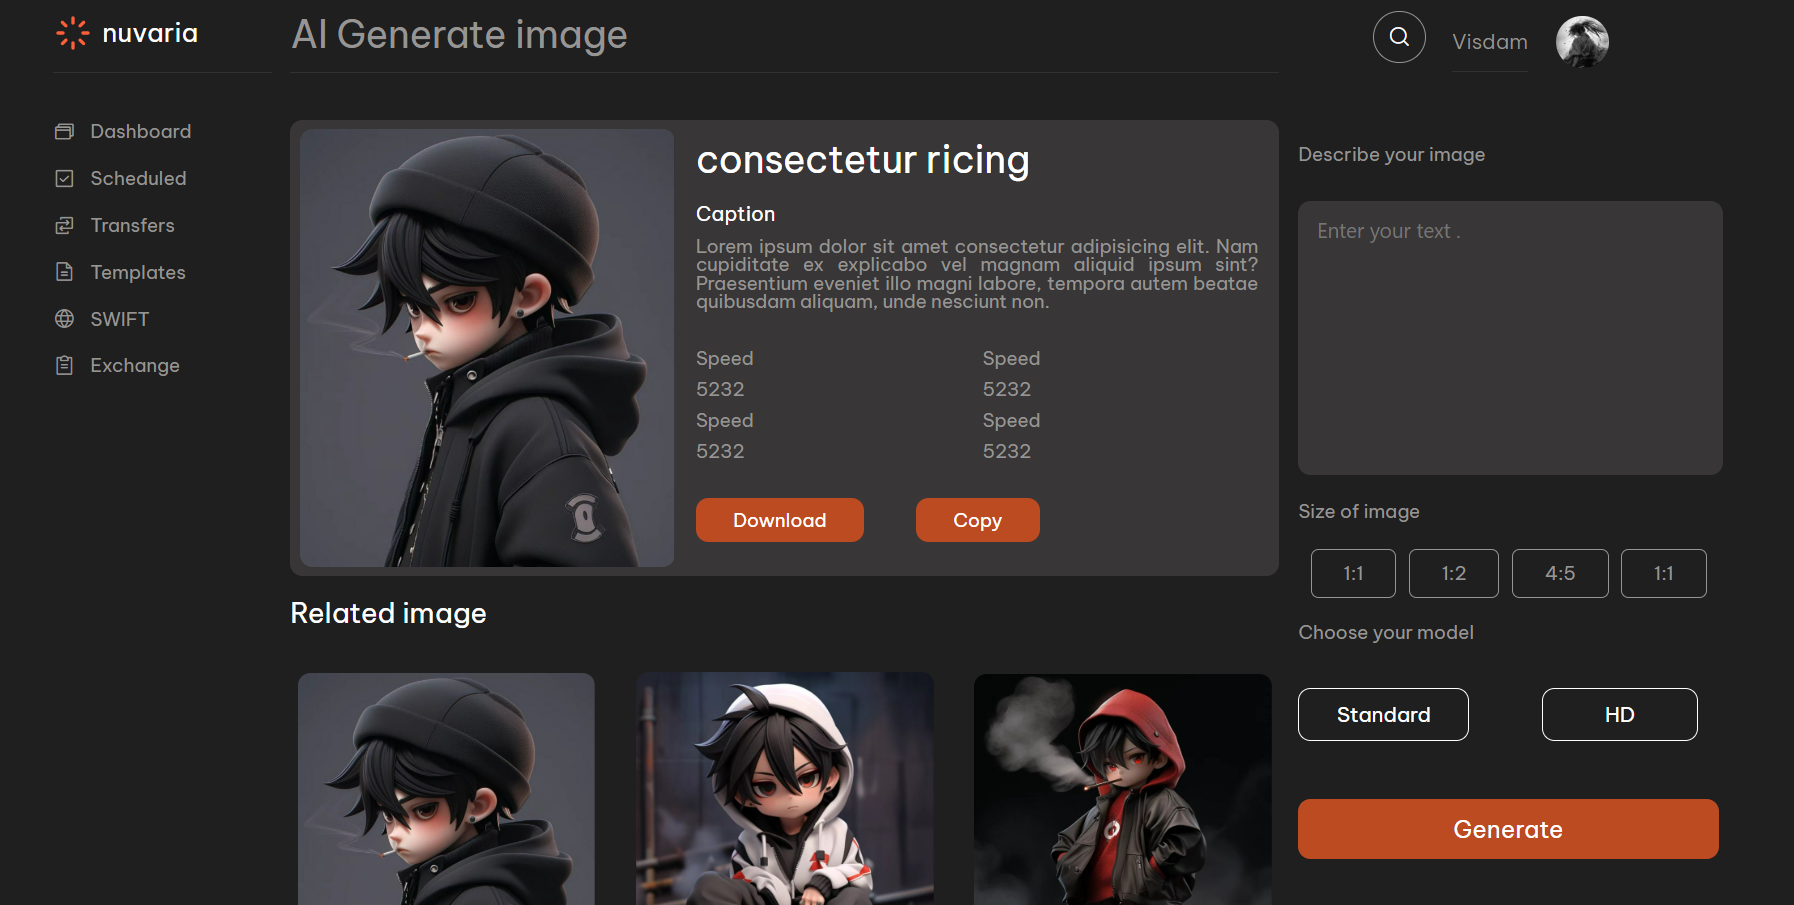 nuvaria
AI Generate image
Visdam
Dashboard
Scheduled
Transfers
Templates
SWIFT
Exchange
consectetur ricing
Caption
Lorem ipsum dolor sit amet consectetur adipisicing elit. Nam
cupiditate ex explicabo vel magnam aliquid ipsum sint?
Praesentium eveniet illo magni labore, tempora autem beatae
quibusdam aliquam, unde nesciunt non.
Speed Speed
5232 5232
Speed Speed
5232 5232
Download Copy
Related image
Describe your image
Enter your text .
Size of image
1:1 1:2 4:5 1:1
Choose your model
Standard HD
Generate